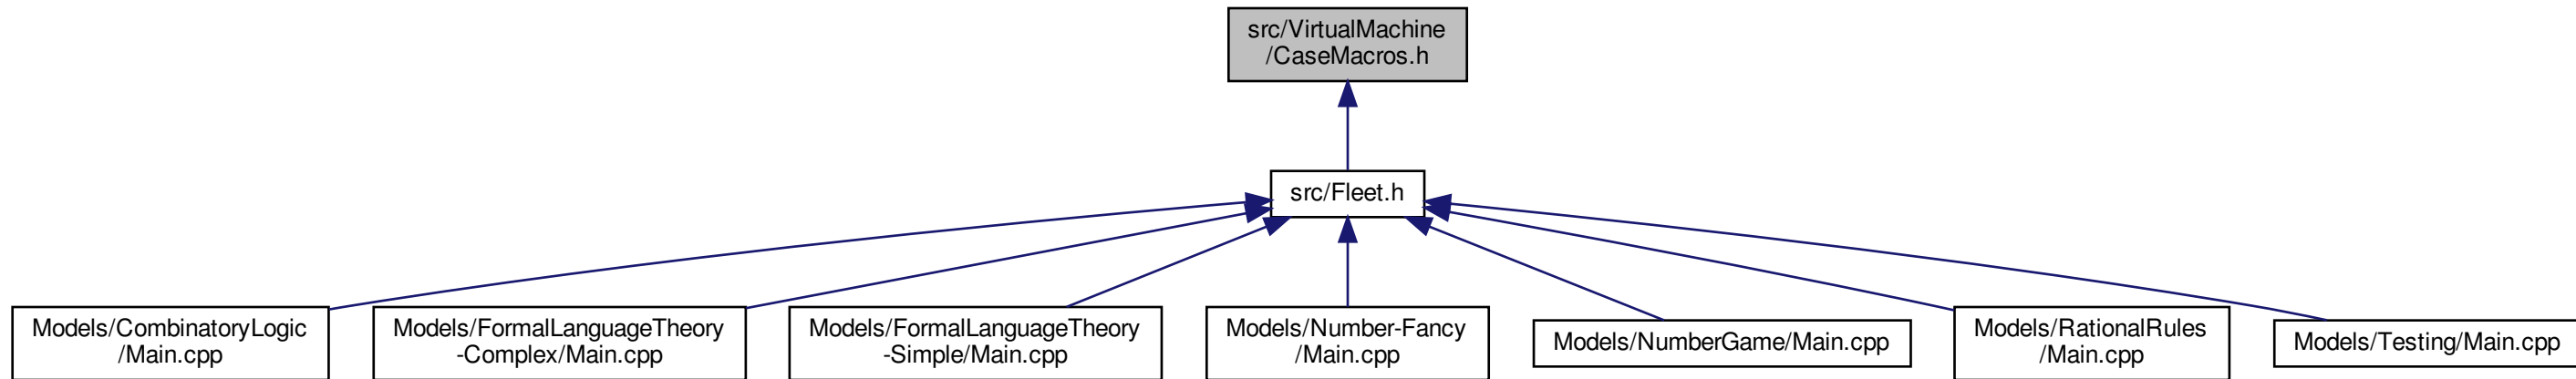 src/VirtualMachine
/CaseMacros.h
src/Fleet.h
Models/CombinatoryLogic
/Main.cpp
Models/FormalLanguageTheory
-Complex/Main.cpp
Models/FormalLanguageTheory
-Simple/Main.cpp
Models/Number-Fancy
/Main.cpp
Models/NumberGame/Main.cpp
Models/RationalRules
/Main.cpp
Models/Testing/Main.cpp